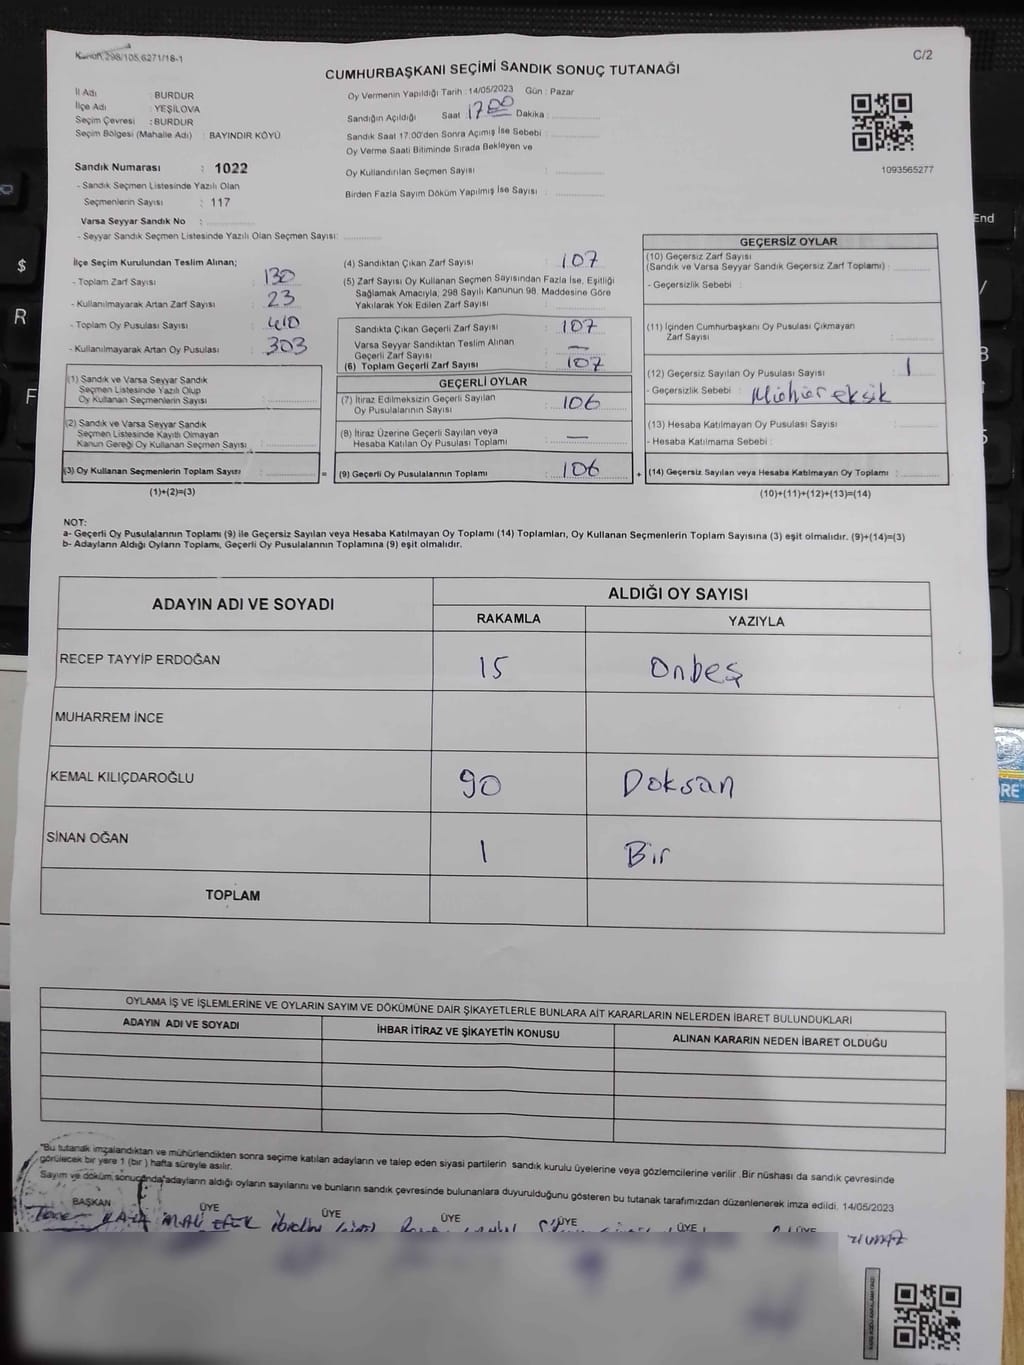 Kanun,298/105,6271/18-1
C/2
CUMHURBAŞKANI SEÇİMİ SANDIK SONUÇ TUTANAĞI
İl Adı : BURDUR
İlçe Adı : YEŞİLOVA
Seçim Çevresi : BURDUR
Seçim Bölgesi (Mahalle Adı) : BAYINDIR KÖYÜ
Sandık Numarası : 1022
- Sandık Seçmen Listesinde Yazılı Olan
Seçmenlerin Sayısı : 117
Varsa Seyyar Sandık No :
- Seyyar Sandık Seçmen Listesinde Yazılı Olan Seçmen Sayısı:
Oy Vermenin Yapıldığı Tarih : 14/05/2023 Gün : Pazar
Sandığın Açıldığı Saat 17.00 Dakika :
Sandık Saat 17:00'den Sonra Açımış İse Sebebi :
Oy Verme Saati Bitiminde Sırada Bekleyen ve
Oy Kullandırılan Seçmen Sayısı :
Birden Fazla Sayım Döküm Yapılmış İse Sayısı :
1093565277
İlçe Seçim Kurulundan Teslim Alınan;
- Toplam Zarf Sayısı : 130
- Kullanılmayarak Artan Zarf Sayısı : 23
- Toplam Oy Pusulası Sayısı : 410
- Kullanılmayarak Artan Oy Pusulası : 303
(1) Sandık ve Varsa Seyyar Sandık
Seçmen Listesinde Yazılı Olup
Oy Kullanan Seçmenlerin Sayısı :
(2) Sandık ve Varsa Seyyar Sandık
Seçmen Listesinde Kayıtlı Olmayan
Kanun Gereği Oy Kullanan Seçmen Sayısı :
(3) Oy Kullanan Seçmenlerin Toplam Sayısı :
(1)+(2)=(3)
(4) Sandıktan Çıkan Zarf Sayısı : 107
(5) Zarf Sayısı Oy Kullanan Seçmen Sayısından Fazla İse, Eşitliği
Sağlamak Amacıyla, 298 Sayılı Kanunun 98. Maddesine Göre
Yakılarak Yok Edilen Zarf Sayısı :
Sandıkta Çıkan Geçerli Zarf Sayısı : 107
Varsa Seyyar Sandıktan Teslim Alınan
Geçerli Zarf Sayısı : —
(6) Toplam Geçerli Zarf Sayısı : 107
GEÇERLİ OYLAR
(7) İtiraz Edilmeksizin Geçerli Sayılan
Oy Pusulalarının Sayısı : 106
(8) İtiraz Üzerine Geçerli Sayılan veya
Hesaba Katılan Oy Pusulası Toplamı : —
= (9) Geçerli Oy Pusulalarının Toplamı : 106
GEÇERSİZ OYLAR
(10) Geçersiz Zarf Sayısı
(Sandık ve Varsa Seyyar Sandık Geçersiz Zarf Toplamı) :
- Geçersizlik Sebebi :
(11) İçinden Cumhurbaşkanı Oy Pusulası Çıkmayan
Zarf Sayısı :
(12) Geçersiz Sayılan Oy Pusulası Sayısı : 1
- Geçersizlik Sebebi : Mühür eksik
(13) Hesaba Katılmayan Oy Pusulası Sayısı :
- Hesaba Katılmama Sebebi :
+ (14) Geçersiz Sayılan veya Hesaba Katılmayan Oy Toplamı :
(10)+(11)+(12)+(13)=(14)
NOT:
a- Geçerli Oy Pusulalarının Toplamı (9) ile Geçersiz Sayılan veya Hesaba Katılmayan Oy Toplamı (14) Toplamları, Oy Kullanan Seçmenlerin Toplam Sayısına (3) eşit olmalıdır. (9)+(14)=(3)
b- Adayların Aldığı Oyların Toplamı, Geçerli Oy Pusulalarının Toplamına (9) eşit olmalıdır.
ADAYIN ADI VE SOYADI
ALDIĞI OY SAYISI
RAKAMLA YAZIYLA
RECEP TAYYİP ERDOĞAN 15 Onbeş
MUHARREM İNCE
KEMAL KILIÇDAROĞLU 90 Doksan
SİNAN OĞAN 1 Bir
TOPLAM
OYLAMA İŞ VE İŞLEMLERİNE VE OYLARIN SAYIM VE DÖKÜMÜNE DAİR ŞİKAYETLERLE BUNLARA AİT KARARLARIN NELERDEN İBARET BULUNDUKLARI
ADAYIN ADI VE SOYADI İHBAR İTİRAZ VE ŞİKAYETİN KONUSU ALINAN KARARIN NEDEN İBARET OLDUĞU
"Bu tutanak imzalandıktan ve mühürlendikten sonra seçime katılan adayların ve talep eden siyasi partilerin sandık kurulu üyelerine veya gözlemcilerine verilir. Bir nüshası da sandık çevresinde
görülecek bir yere 1 (bir ) hafta süreyle asılır.
Sayım ve döküm sonucunda adayların aldığı oyların sayılarını ve bunların sandık çevresinde bulunanlara duyurulduğunu gösteren bu tutanak tarafımızdan düzenlenerek imza edildi. 14/05/2023
BAŞKAN ÜYE ÜYE ÜYE ÜYE ÜYE ÜYE